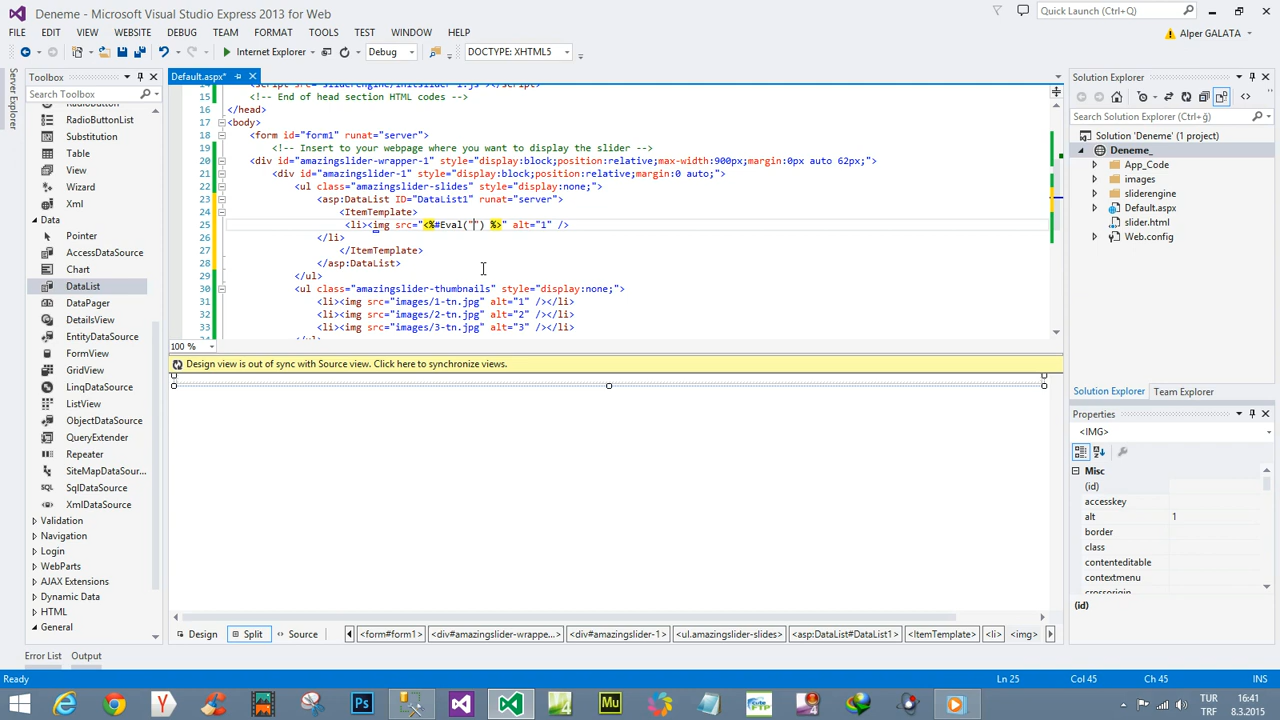 Deneme - Microsoft Visual Studio Express 2013 for Web
Quick Launch (Ctrl+Q)
FILE EDIT VIEW WEBSITE DEBUG TEAM FORMAT TOOLS TEST WINDOW HELP
Alper GALATA
Internet Explorer
Debug
DOCTYPE: XHTML5
Server Explorer
Toolbox
Search Toolbox
RadioButton
RadioButtonList
Substitution
Table
View
Wizard
Xml
Data
Pointer
AccessDataSource
Chart
DataList
DataPager
DetailsView
EntityDataSource
FormView
GridView
LinqDataSource
ListView
ObjectDataSource
QueryExtender
Repeater
SiteMapDataSour...
SqlDataSource
XmlDataSource
Validation
Navigation
Login
WebParts
AJAX Extensions
Dynamic Data
HTML
General
Default.aspx*
14 <script src="sliderengine/initslider-1.js"></script>
15 <!-- End of head section HTML codes -->
16 </head>
17 <body>
18 <form id="form1" runat="server">
19 <!-- Insert to your webpage where you want to display the slider -->
20 <div id="amazingslider-wrapper-1" style="display:block;position:relative;max-width:900px;margin:0px auto 62px;">
21 <div id="amazingslider-1" style="display:block;position:relative;margin:0 auto;">
22 <ul class="amazingslider-slides" style="display:none;">
23 <asp:DataList ID="DataList1" runat="server">
24 <ItemTemplate>
25 <li><img src="<%#Eval("") %>" alt="1" />
26 </li>
27 </ItemTemplate>
28 </asp:DataList>
29 </ul>
30 <ul class="amazingslider-thumbnails" style="display:none;">
31 <li><img src="images/1-tn.jpg" alt="1" /></li>
32 <li><img src="images/2-tn.jpg" alt="2" /></li>
33 <li><img src="images/3-tn.jpg" alt="3" /></li>
100 %
Design view is out of sync with Source view. Click here to synchronize views.
Design Split Source
<form#form1> <div#amazingslider-wrappe... <div#amazingslider-1> <ul.amazingslider-slides> <asp:DataList#DataList1> <ItemTemplate> <li> <img>
Solution Explorer
Search Solution Explorer (Ctrl+ğ)
Solution 'Deneme' (1 project)
Deneme_
App_Code
images
sliderengine
Default.aspx
slider.html
Web.config
Solution Explorer Team Explorer
Properties
<IMG>
Misc
(id)
accesskey
alt 1
border
class
contenteditable
contextmenu
crossorigin
(id)
Error List Output
Ready
Ln 25 Col 45 Ch 45 INS
TUR 16:41
TR 8.3.2015